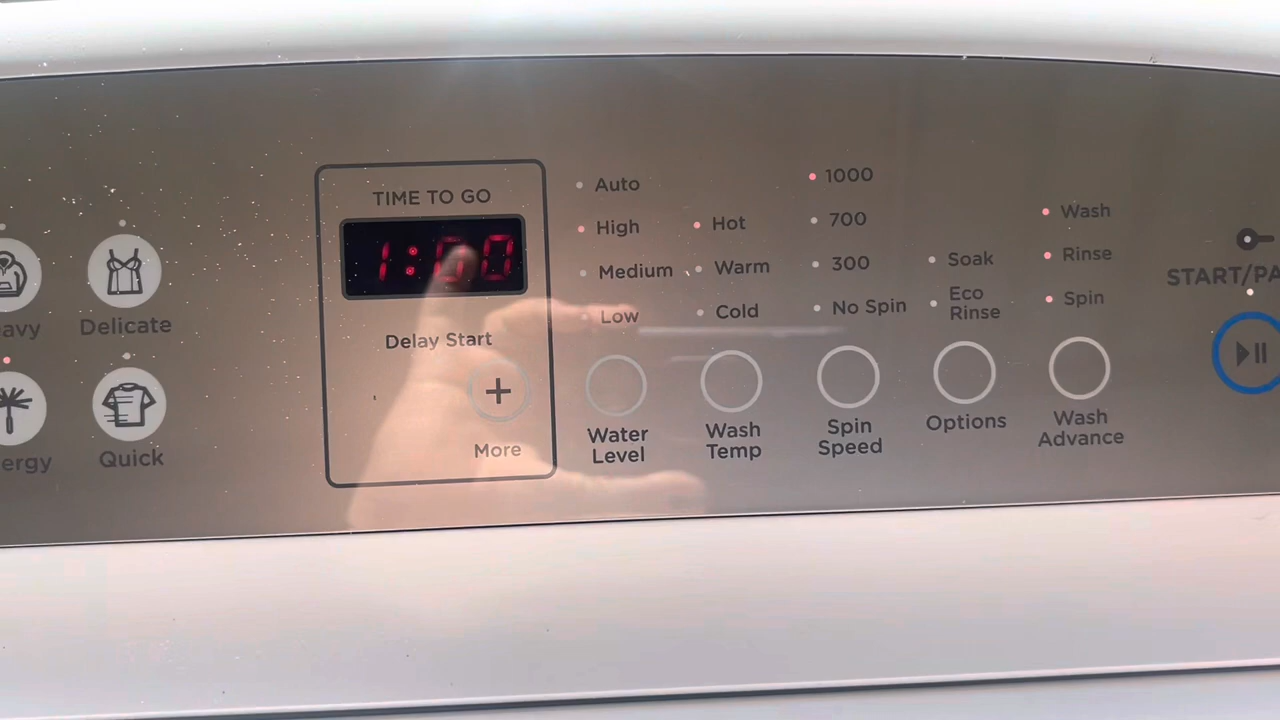 TIME TO GO
1:00
Delay Start
+
More
avy
Delicate
ergy
Quick
Auto
High
Medium
Low
Water
Level
Hot
Warm
Cold
Wash
Temp
1000
700
300
No Spin
Spin
Speed
Soak
Eco
Rinse
Options
Wash
Rinse
Spin
Wash
Advance
START/PA